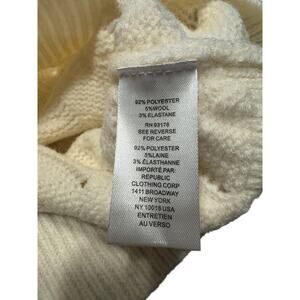 92% POLYESTER
5%WOOL
3% ELASTANE
RN 93178
SEE REVERSE
FOR CARE
92% POLYESTER
5%LAINE
3% ÉLASTHANNE
IMPORTÉ PAR:
REPUBLIC
CLOTHING CORP
1411 BROADWAY
NEW YORK
NY 10018 USA
ENTRETIEN
AU VERSO